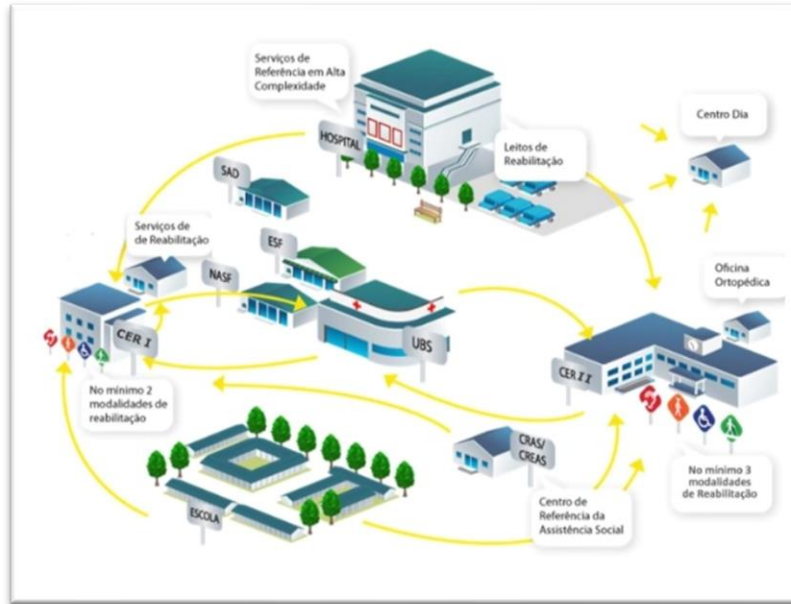 Serviços de
Referência em Alta
Complexidade
HOSPITAL
Leitos de
Reabilitação
Centro Dia
SAD
Serviços de
de Reabilitação
ESF
NASF
Oficina
Ortopédica
CER I
UBS
CER II
No mínimo 2
modalidades de
reabilitação
CRAS/
CREAS
No mínimo 3
modalidades
de Reabilitação
Centro de
Referência da
Assistência Social
ESCOLA